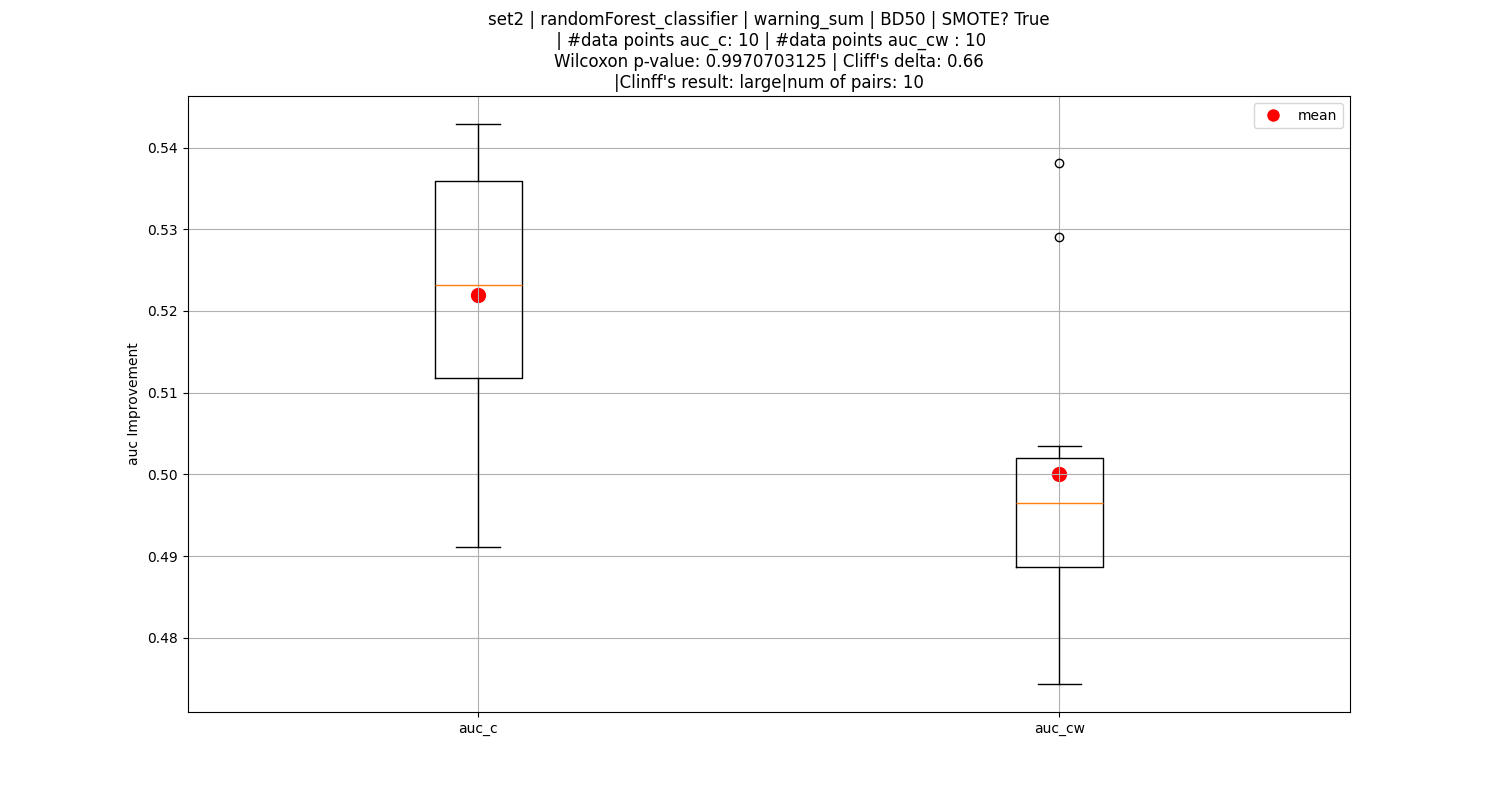 set2 | randomForest_classifier | warning_sum | BD50 | SMOTE? True
| #data points auc_c: 10 | #data points auc_cw : 10
Wilcoxon p-value: 0.9970703125 | Cliff's delta: 0.66
|Clinff's result: large|num of pairs: 10
mean
0.54
0.53
0.52
0.51
0.50
0.49
0.48
auc Improvement
auc_c
auc_cw